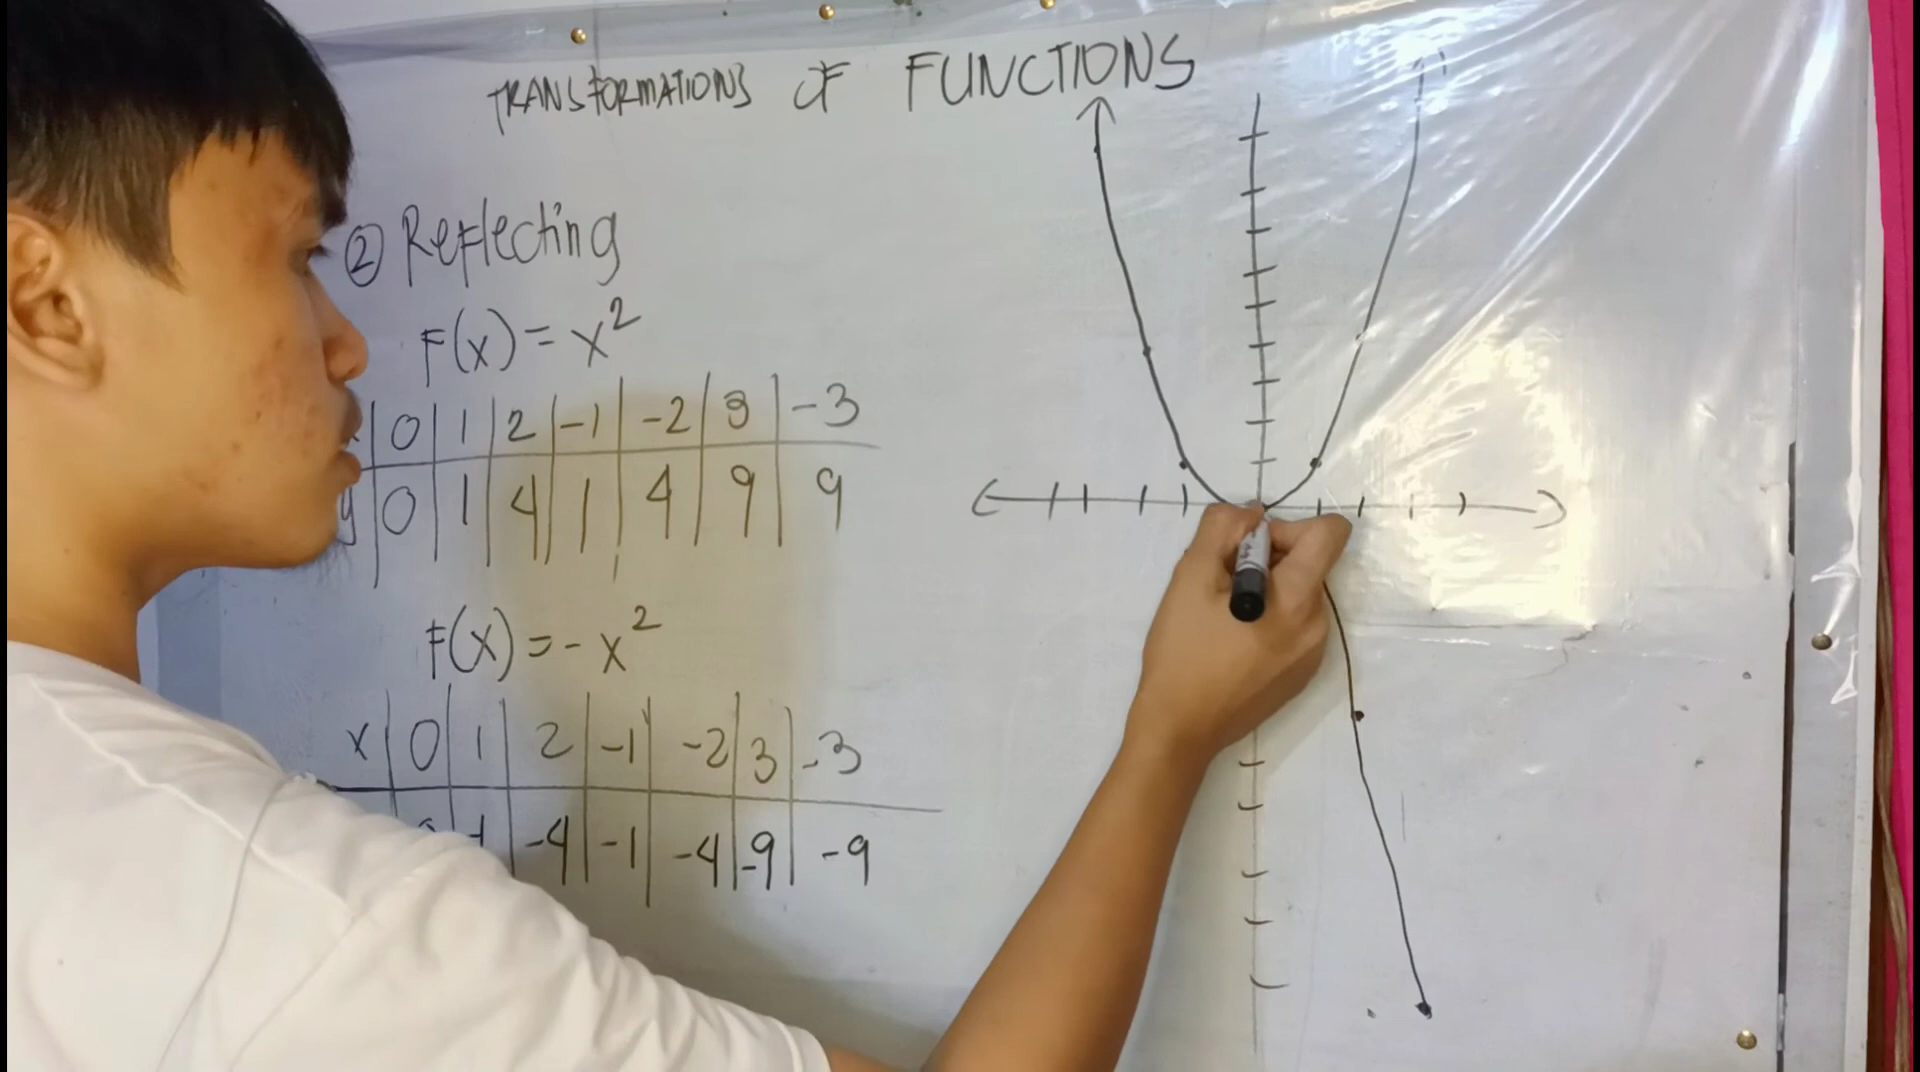 TRANSFORMATIONS OF FUNCTIONS
② Reflecting
F(x) = x²
0 | 1 | 2 | -1 | -2 | 3 | -3
y | 0 | 1 | 4 | 1 | 4 | 9 | 9
F(x) = - x²
x | 0 | 1 | 2 | -1 | -2 | 3 | -3
-4 | -1 | -4 | -9 | -9